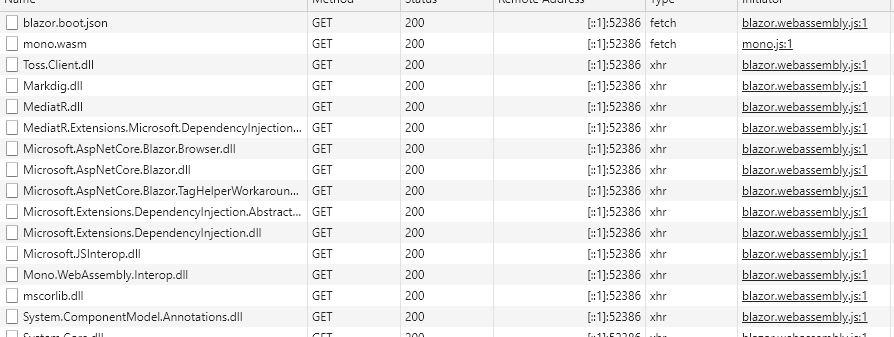 Name Method Status Remote Address Type Initiator
blazor.boot.json GET 200 [::1]:52386 fetch blazor.webassembly.js:1
mono.wasm GET 200 [::1]:52386 fetch mono.js:1
Toss.Client.dll GET 200 [::1]:52386 xhr blazor.webassembly.js:1
Markdig.dll GET 200 [::1]:52386 xhr blazor.webassembly.js:1
MediatR.dll GET 200 [::1]:52386 xhr blazor.webassembly.js:1
MediatR.Extensions.Microsoft.DependencyInjection... GET 200 [::1]:52386 xhr blazor.webassembly.js:1
Microsoft.AspNetCore.Blazor.Browser.dll GET 200 [::1]:52386 xhr blazor.webassembly.js:1
Microsoft.AspNetCore.Blazor.dll GET 200 [::1]:52386 xhr blazor.webassembly.js:1
Microsoft.AspNetCore.Blazor.TagHelperWorkaroun... GET 200 [::1]:52386 xhr blazor.webassembly.js:1
Microsoft.Extensions.DependencyInjection.Abstract... GET 200 [::1]:52386 xhr blazor.webassembly.js:1
Microsoft.Extensions.DependencyInjection.dll GET 200 [::1]:52386 xhr blazor.webassembly.js:1
Microsoft.JSInterop.dll GET 200 [::1]:52386 xhr blazor.webassembly.js:1
Mono.WebAssembly.Interop.dll GET 200 [::1]:52386 xhr blazor.webassembly.js:1
mscorlib.dll GET 200 [::1]:52386 xhr blazor.webassembly.js:1
System.ComponentModel.Annotations.dll GET 200 [::1]:52386 xhr blazor.webassembly.js:1
System.Core.dll GET 200 [::1]:52386 xhr blazor.webassembly.js:1